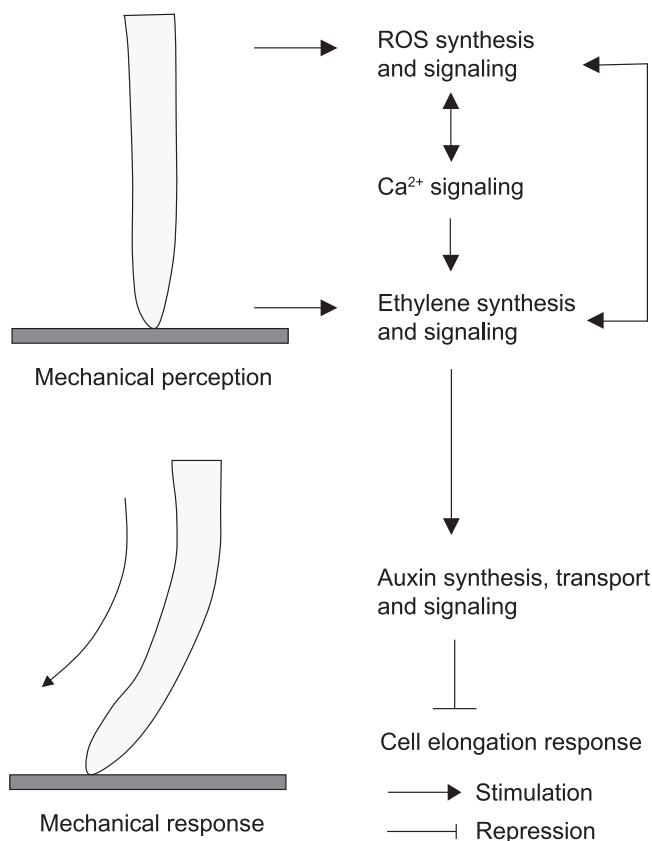 ROS synthesis
and signaling
Ca²⁺ signaling
Ethylene synthesis
and signaling
Mechanical perception
Auxin synthesis, transport
and signaling
Cell elongation response
Stimulation
Mechanical response
Repression